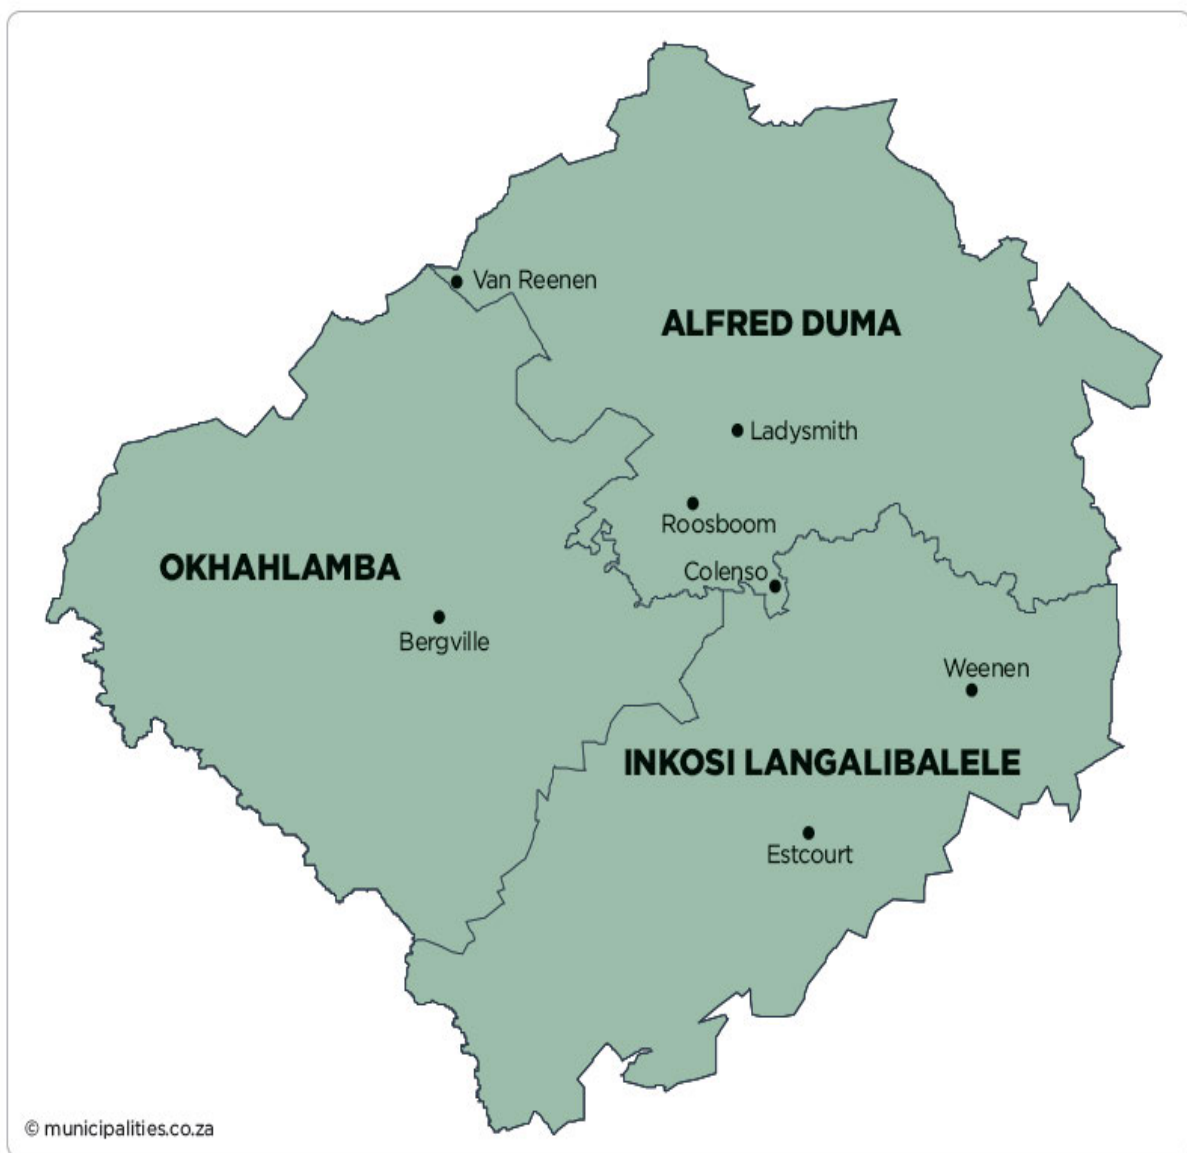 Van Reenen
ALFRED DUMA
Ladysmith
Roosboom
OKHAHLAMBA
Colenso
Bergville
Weenen
INKOSI LANGALIBALELE
Estcourt
© municipalities.co.za